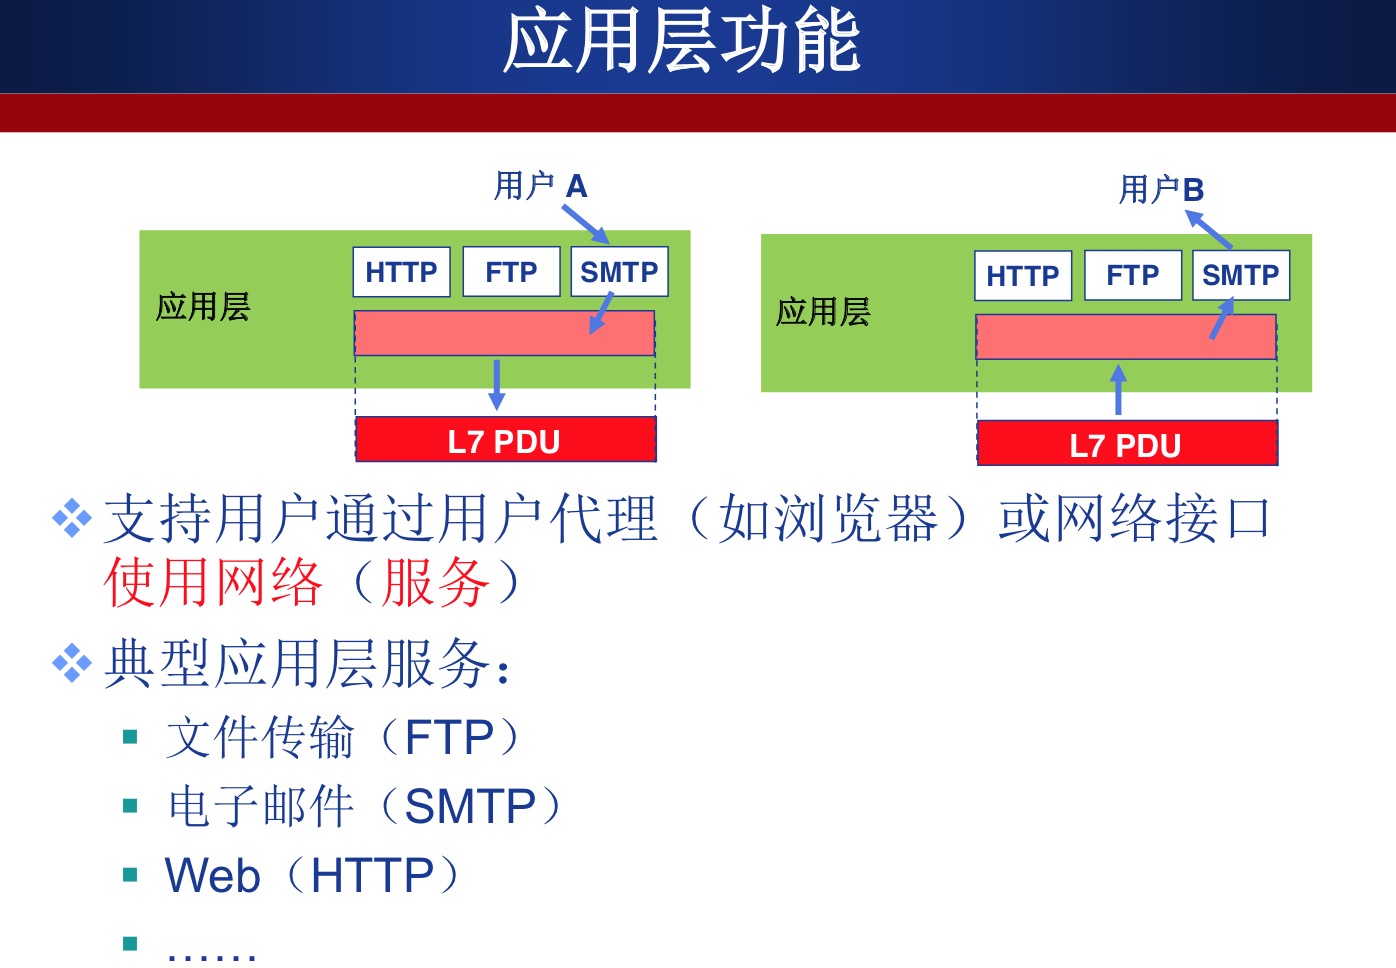 应用层功能
用户 A
用户B
HTTP FTP SMTP
应用层
L7 PDU
HTTP FTP SMTP
应用层
L7 PDU
支持用户通过用户代理（如浏览器）或网络接口
使用网络（服务）
典型应用层服务：
文件传输（FTP）
电子邮件（SMTP）
Web（HTTP）
……